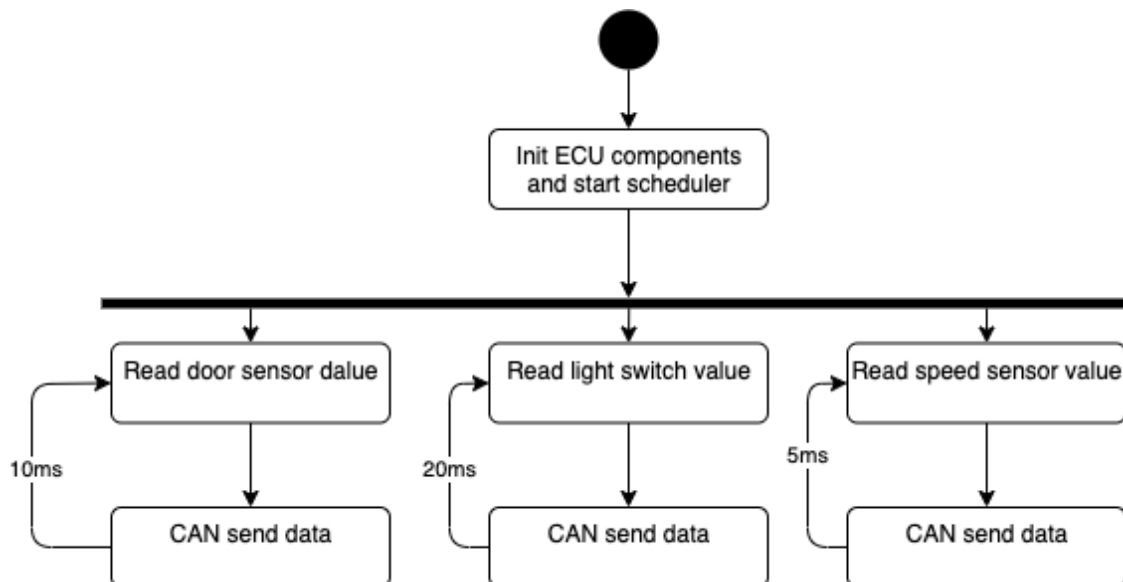 Init ECU components
and start scheduler
Read door sensor dalue
Read light switch value
Read speed sensor value
10ms
20ms
5ms
CAN send data
CAN send data
CAN send data